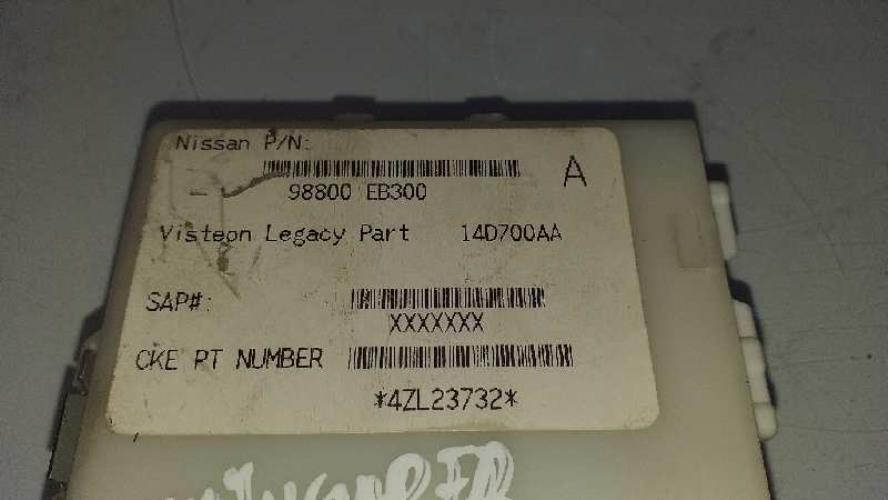 Nissan P/N:
A
98800 EB300
Visteon Legacy Part 14D700AA
SAP#:
XXXXXXX
CKE PT NUMBER
*4ZL23732*